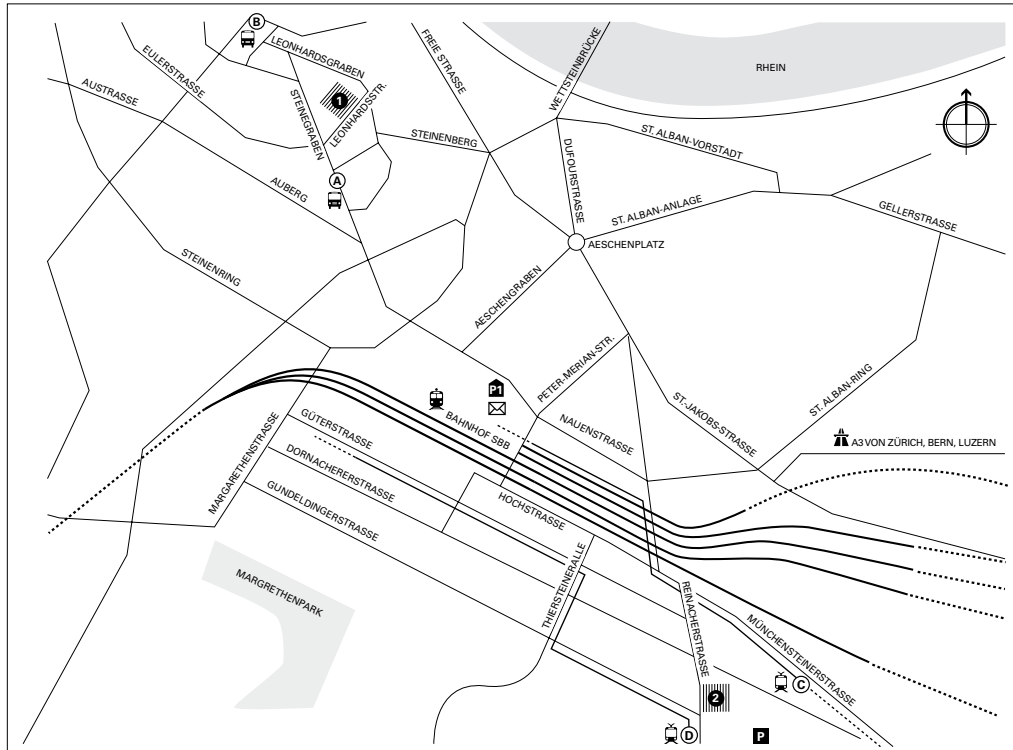 B
LEONHARDSGRABEN
EULERSTRASSE
FREIE STRASSE
WETTSTEINBRÜCKE
RHEIN
AUSTRASSE
STEINEGRABEN
1
LEONHARDSSTR.
STEINENBERG
ST. ALBAN-VORSTADT
DUFOURSTRASSE
A
AUBERG
ST. ALBAN-ANLAGE
GELLERSTRASSE
AESCHENPLATZ
STEINENRING
AESCHENGRABEN
PETER-MERIAN-STR.
ST. ALBAN-RING
P1
BAHNHOF SBB
NAUENSTRASSE
ST.-JAKOBS-STRASSE
A3 VON ZÜRICH, BERN, LUZERN
MARGARETHENSTRASSE
GÜTERSTRASSE
DORNACHERERSTRASSE
GUNDELDINGERSTRASSE
HOCHSTRASSE
MARGRETHENPARK
THIERSTEINERALLE
REINACHERSTRASSE
MÜNCHENSTEINERSTRASSE
C
2
D
P